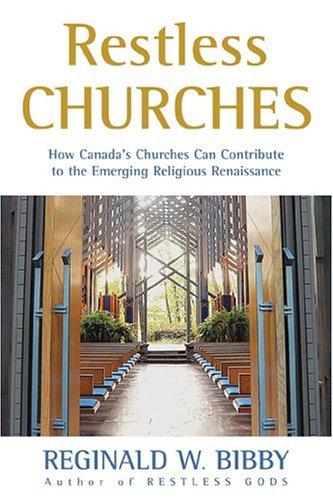 Restless
CHURCHES
How Canada's Churches Can Contribute
to the Emerging Religious Renaissance
REGINALD W. BIBBY
Author of RESTLESS GODS